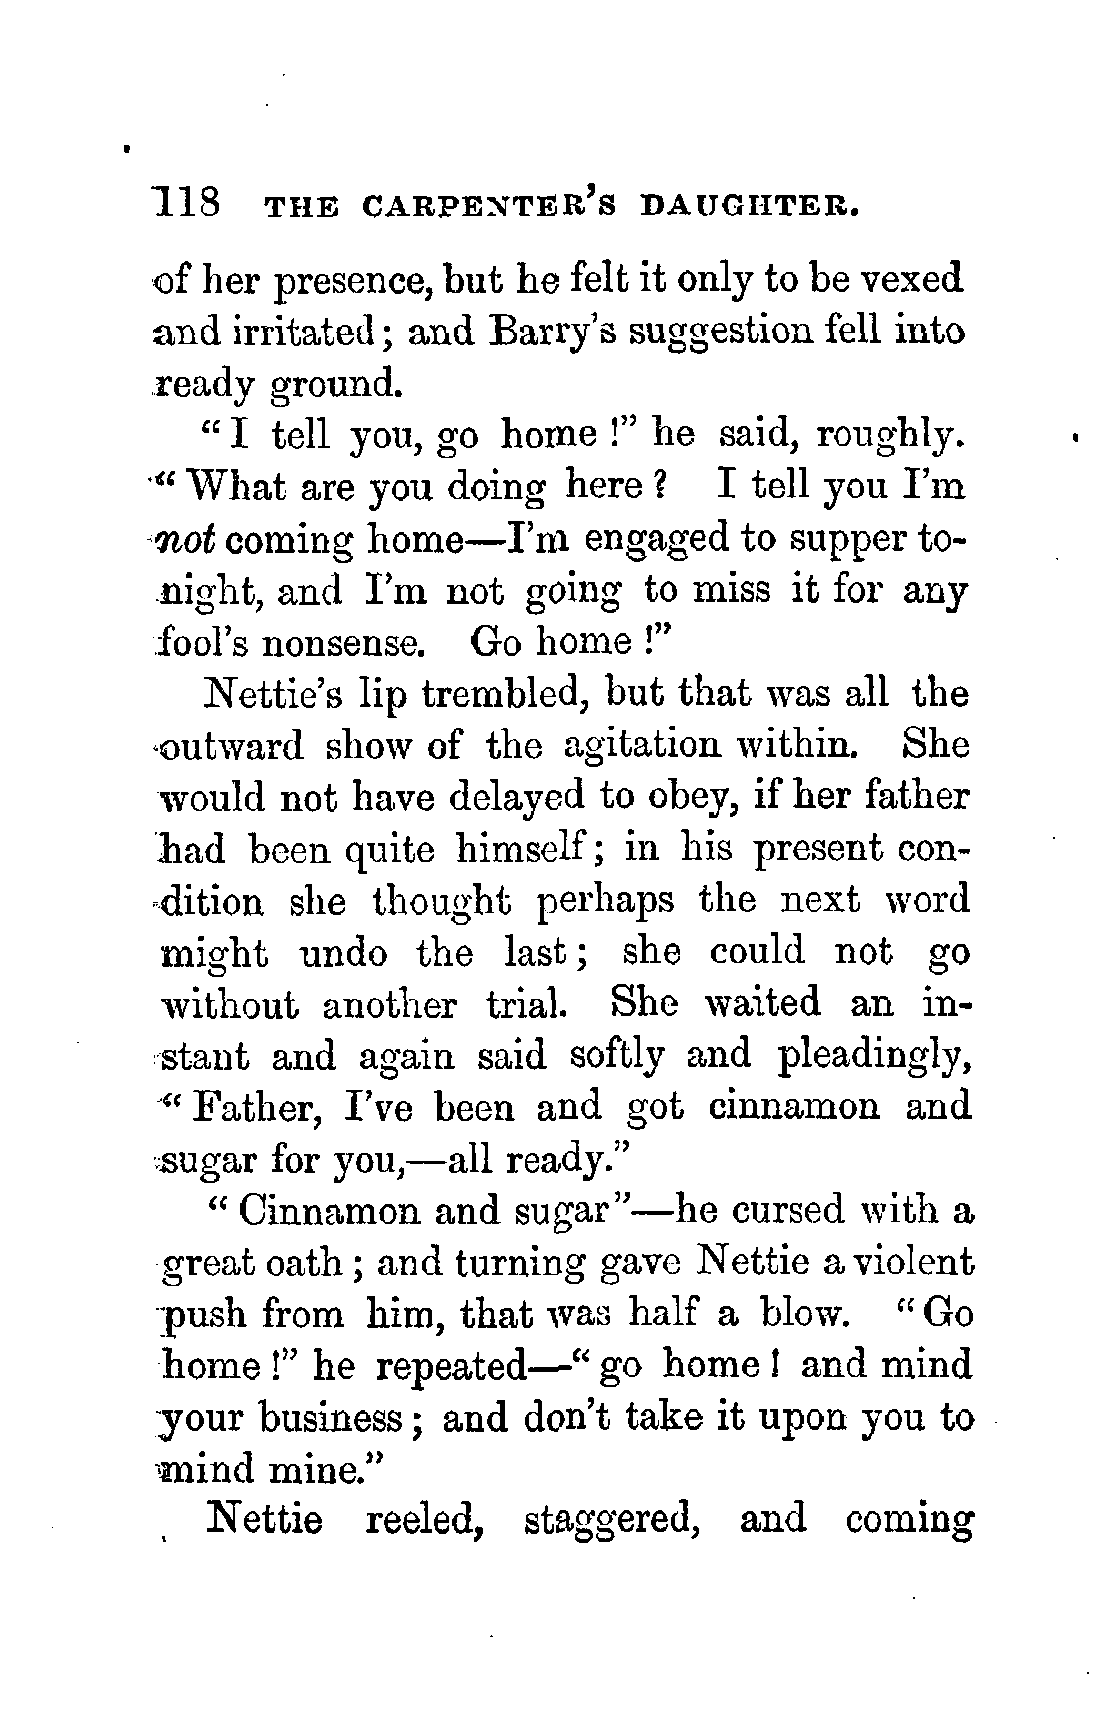 118 THE CARPENTER'S DAUGHTER.
of her presence, but he felt it only to be vexed
and irritated; and Barry's suggestion fell into
ready ground.
"I tell you, go home!" he said, roughly.
"What are you doing here? I tell you I'm
not coming home—I'm engaged to supper to-
night, and I'm not going to miss it for any
fool's nonsense. Go home!"
Nettie's lip trembled, but that was all the
outward show of the agitation within. She
would not have delayed to obey, if her father
had been quite himself; in his present con-
dition she thought perhaps the next word
might undo the last; she could not go
without another trial. She waited an in-
stant and again said softly and pleadingly,
"Father, I've been and got cinnamon and
sugar for you,—all ready."
"Cinnamon and sugar"—he cursed with a
great oath; and turning gave Nettie a violent
push from him, that was half a blow. "Go
home!" he repeated—"go home! and mind
your business; and don't take it upon you to
mind mine."
Nettie reeled, staggered, and coming